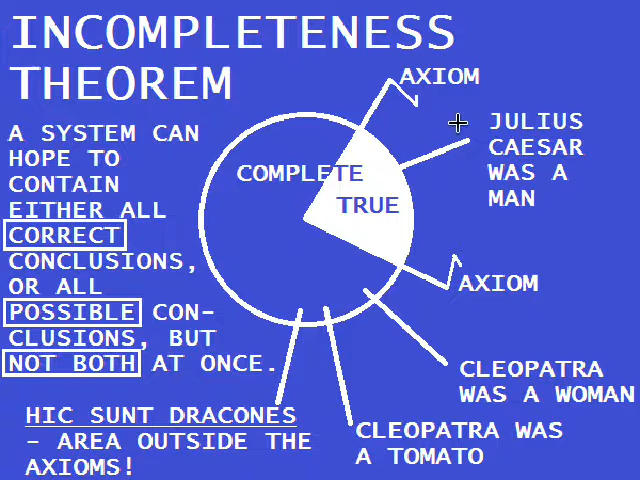 INCOMPLETENESS
THEOREM
A SYSTEM CAN
HOPE TO
CONTAIN
EITHER ALL
CORRECT
CONCLUSIONS,
OR ALL
POSSIBLE CON-
CLUSIONS, BUT
NOT BOTH AT ONCE.
COMPLETE
TRUE
AXIOM
JULIUS
CAESAR
WAS A
MAN
AXIOM
CLEOPATRA
WAS A WOMAN
CLEOPATRA WAS
A TOMATO
HIC SUNT DRACONES
- AREA OUTSIDE THE
AXIOMS!